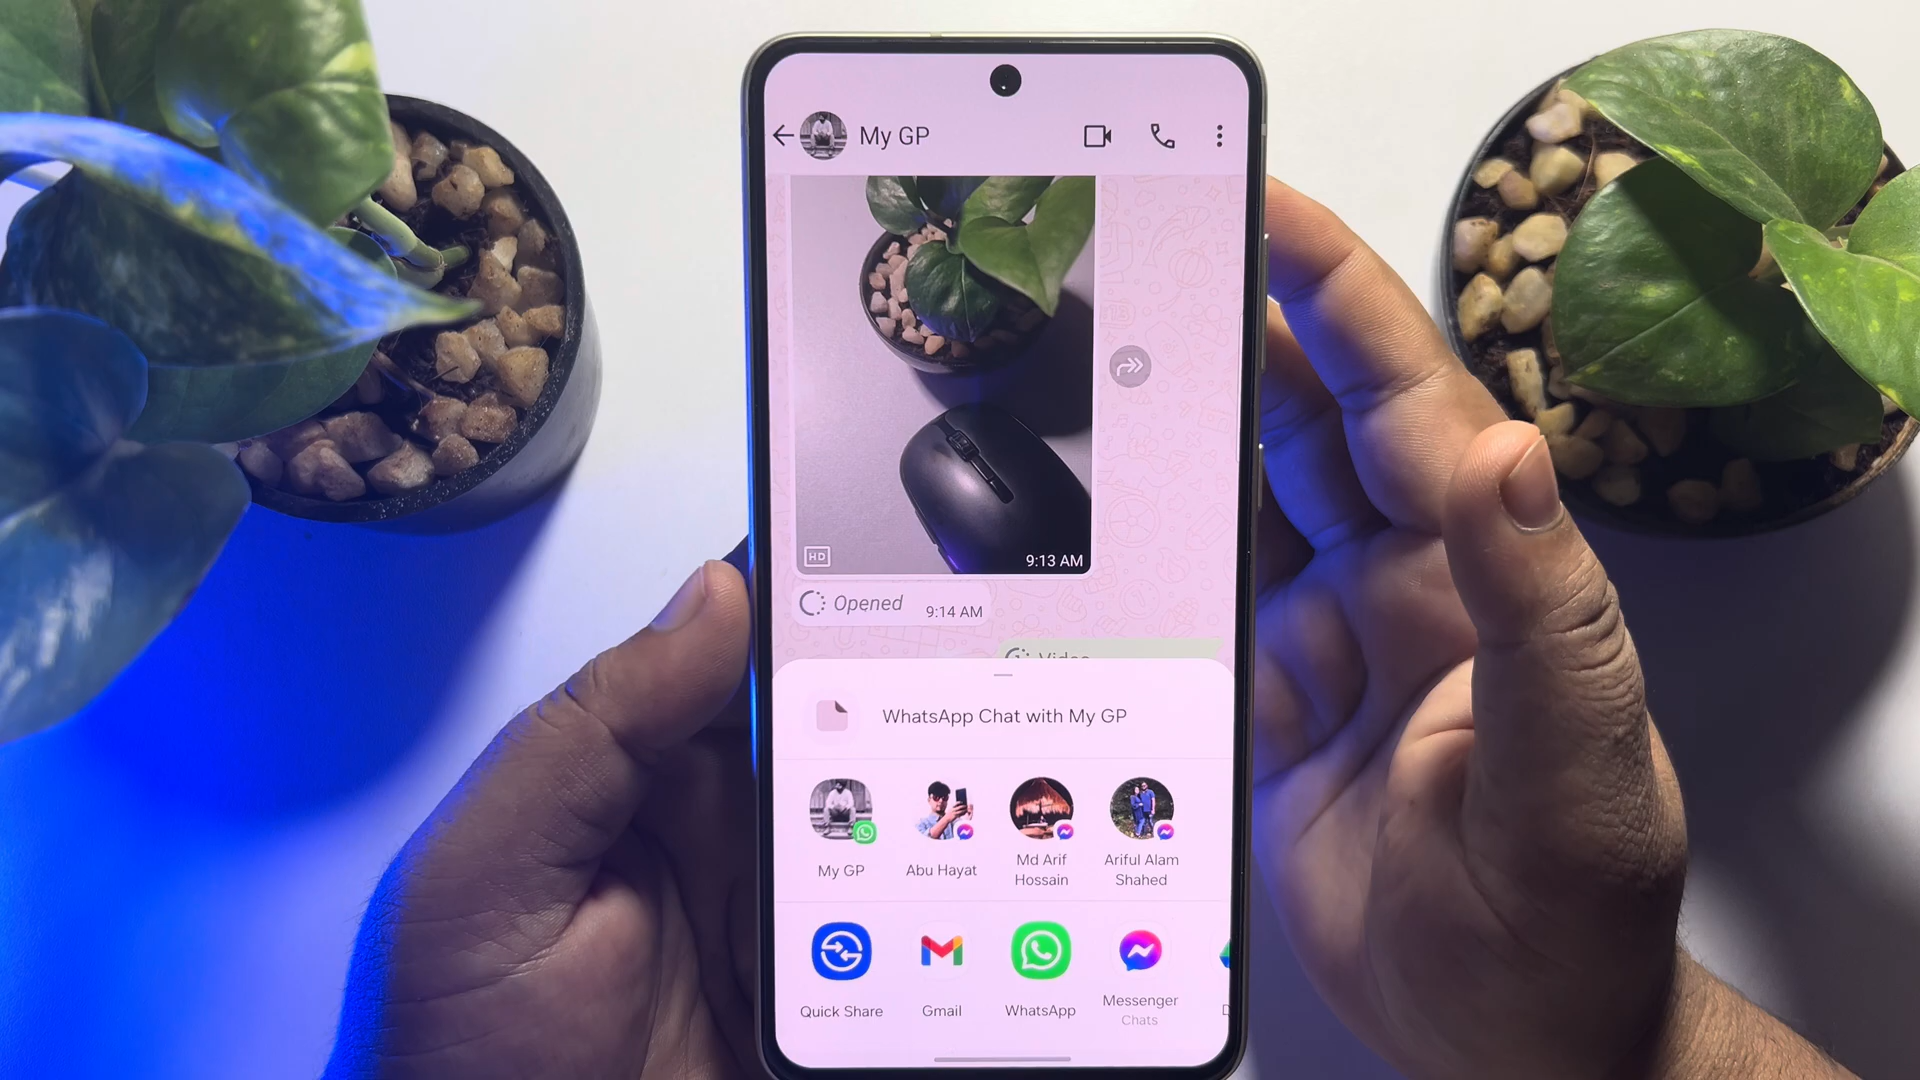 My GP
HD
9:13 AM
Opened 9:14 AM
Video
WhatsApp Chat with My GP
My GP
Abu Hayat
Md Arif
Hossain
Ariful Alam
Shahed
Quick Share
Gmail
WhatsApp
Messenger
Chats